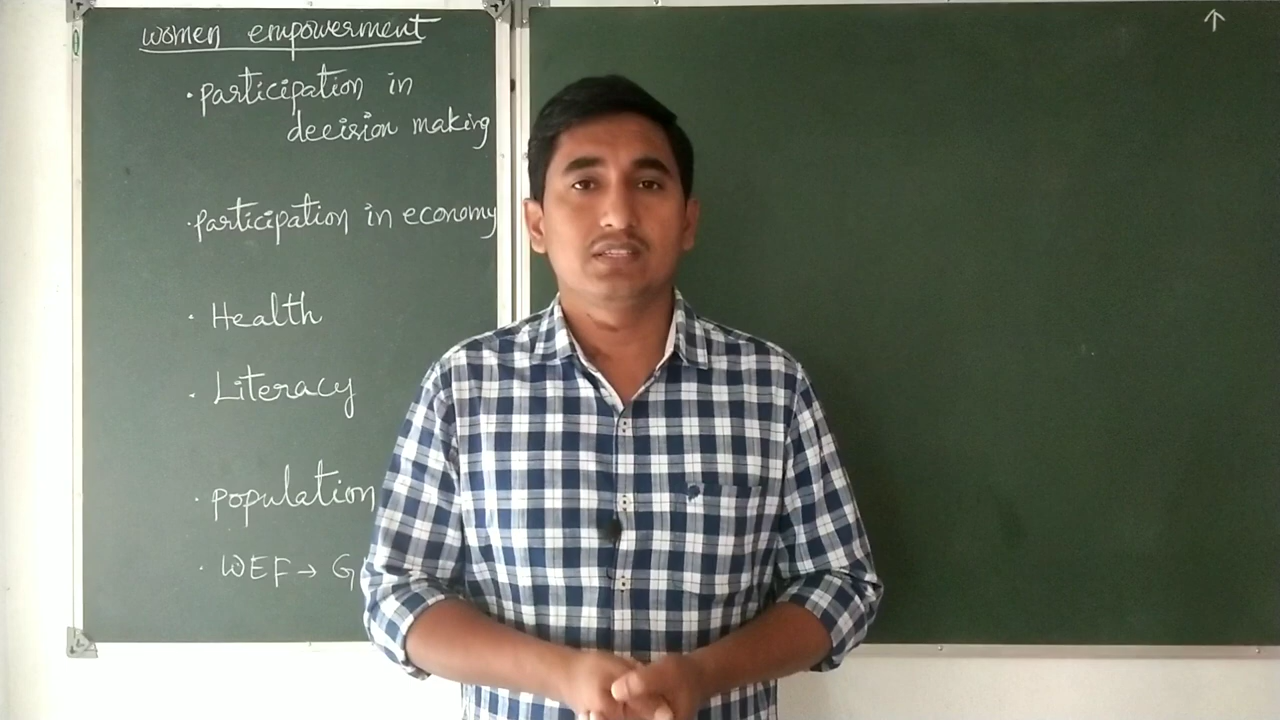 women empowerment
· participation in
decision making
· participation in economy
· Health
· Literacy
· population
· WEF → G